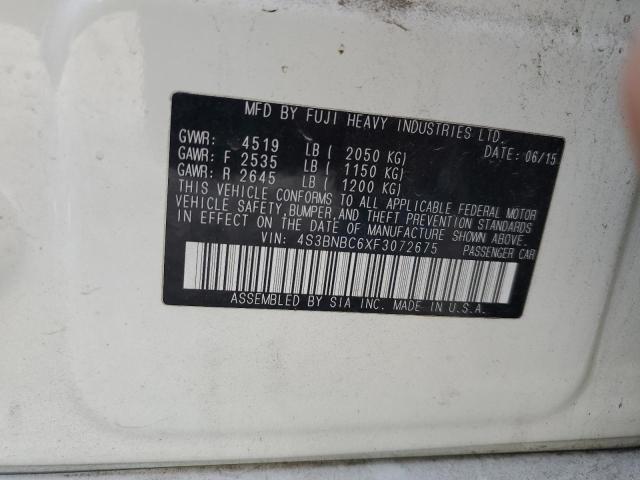 MFD BY FUJI HEAVY INDUSTRIES LTD.
GVWR: 4519 LB ( 2050 KG) DATE: 06/15
GAWR: F 2535 LB ( 1150 KG)
GAWR: R 2645 LB ( 1200 KG)
THIS VEHICLE CONFORMS TO ALL APPLICABLE FEDERAL MOTOR
VEHICLE SAFETY, BUMPER, AND THEFT PREVENTION STANDARDS
IN EFFECT ON THE DATE OF MANUFACTURE SHOWN ABOVE.
VIN: 4S3BNBC6XF3072675 PASSENGER CAR
ASSEMBLED BY SIA INC. MADE IN U.S.A.